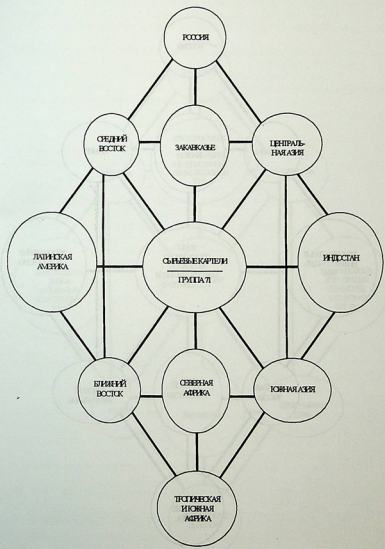 РОССИЯ
СРЕДНИЙ
ВОСТОК
ЗАКАВКАЗЬЕ
ЦЕНТРАЛЬ-
НАЯ АЗИЯ
ЛАТИНСКАЯ
АМЕРИКА
СЫРЬЕВЫЕ КАРТЕЛИ
ГРУППА 71
ИНДОСТАН
БЛИЖНИЙ
ВОСТОК
СЕВЕРНАЯ
АФРИКА
ЮЖНАЯ АЗИЯ
ТРОПИЧЕСКАЯ
И ЮЖНАЯ
АФРИКА